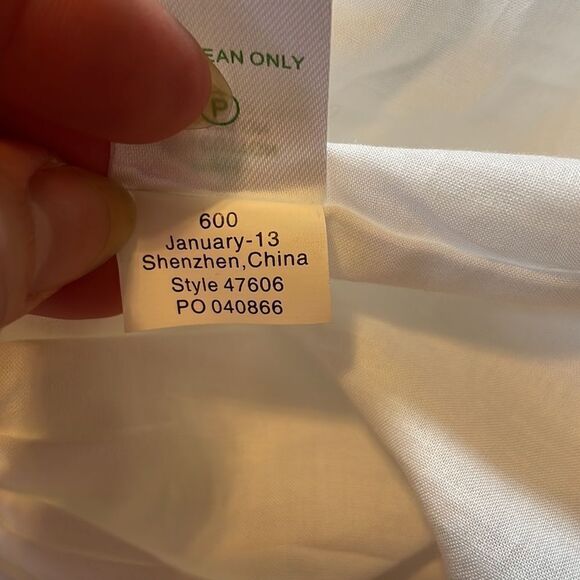 EAN ONLY
P
600
January-13
Shenzhen,China
Style 47606
PO 040866